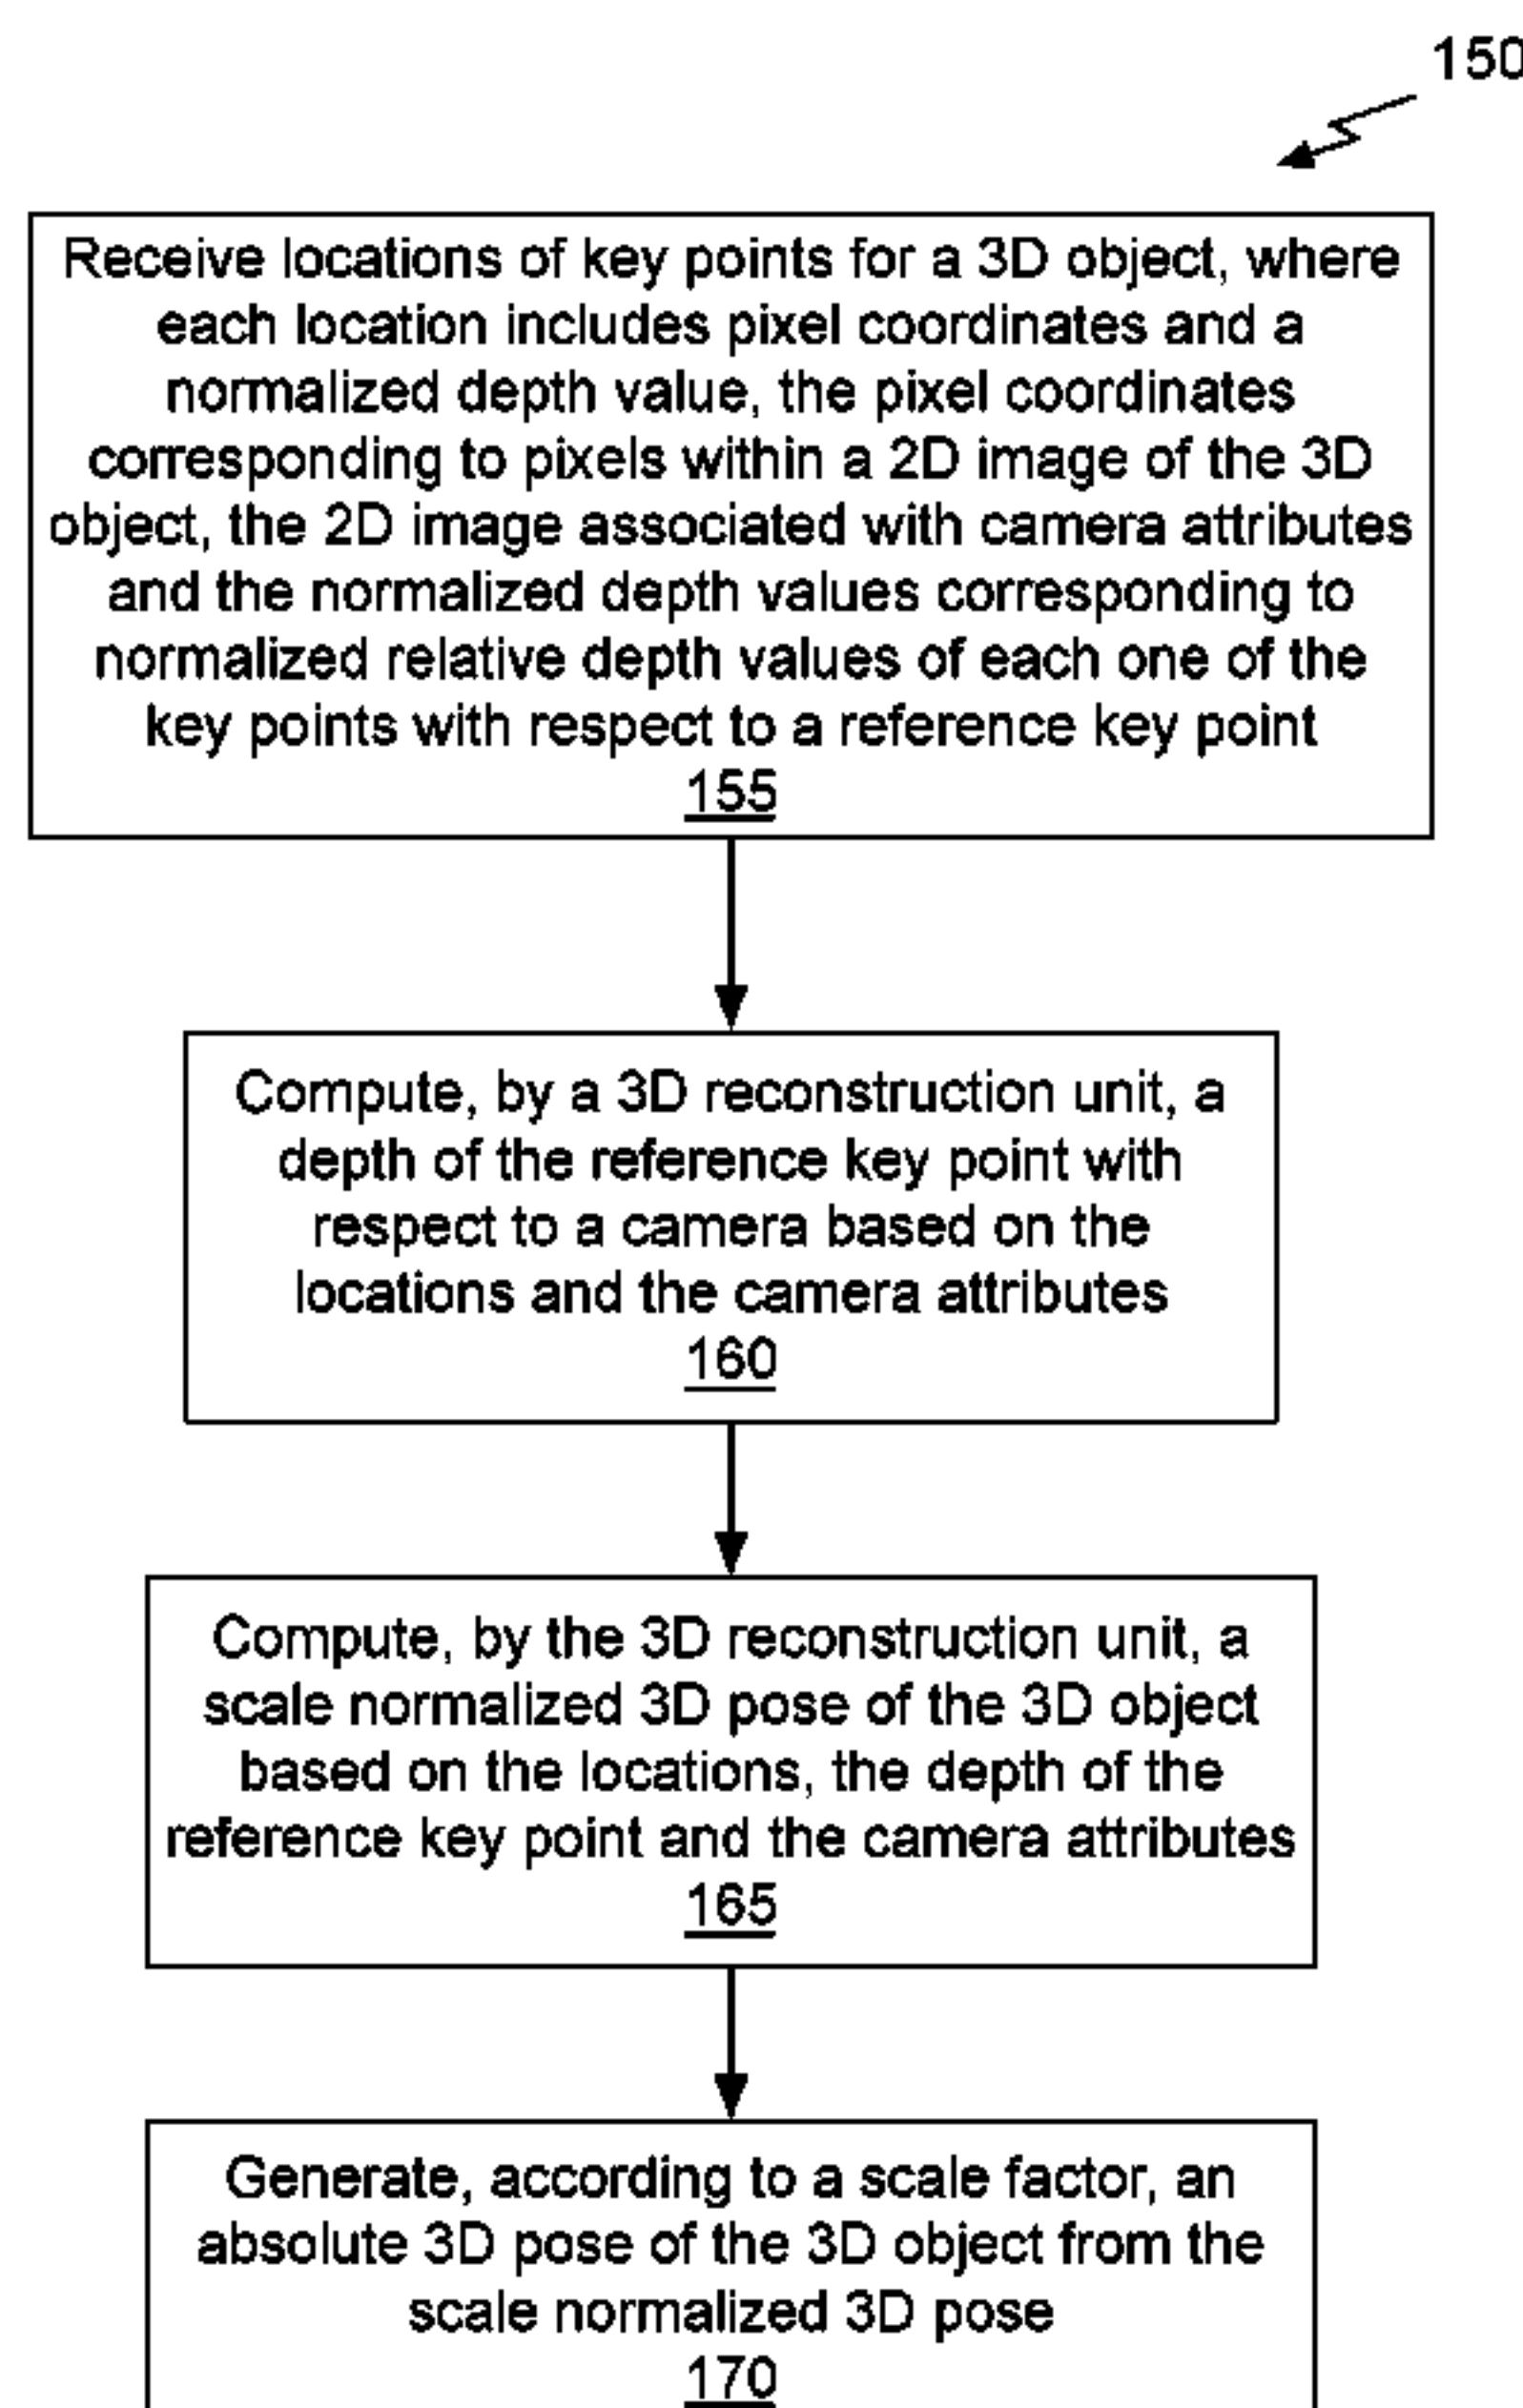 150
Receive locations of key points for a 3D object, where
each location includes pixel coordinates and a
normalized depth value, the pixel coordinates
corresponding to pixels within a 2D image of the 3D
object, the 2D image associated with camera attributes
and the normalized depth values corresponding to
normalized relative depth values of each one of the
key points with respect to a reference key point
155
Compute, by a 3D reconstruction unit, a
depth of the reference key point with
respect to a camera based on the
locations and the camera attributes
160
Compute, by the 3D reconstruction unit, a
scale normalized 3D pose of the 3D object
based on the locations, the depth of the
reference key point and the camera attributes
165
Generate, according to a scale factor, an
absolute 3D pose of the 3D object from the
scale normalized 3D pose
170